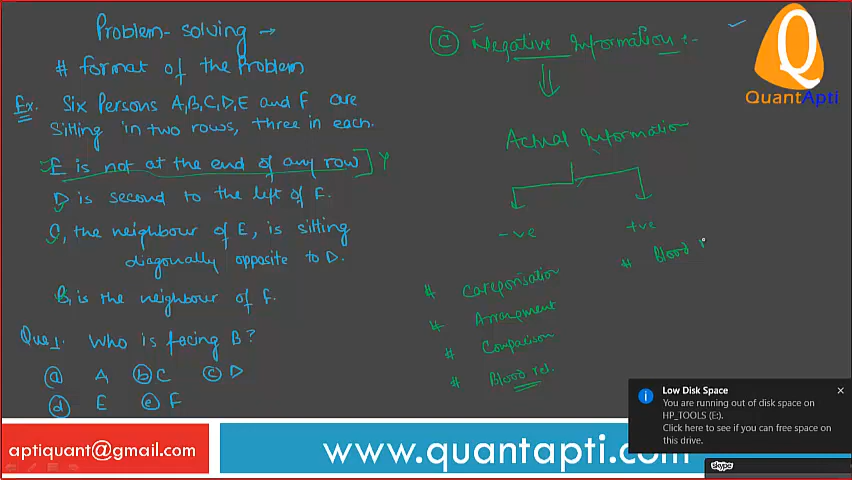 Problem-solving →
# format of the Problem
Ex. Six Persons A,B,C,D,E and F are
sitting in two rows, three in each.
E is not at the end of any row ] Y
D is second to the left of F.
C, the neighbour of E, is sitting
diagonally opposite to D.
B, is the neighbour of F.
Ques 1. Who is facing B?
(a) A (b) C (c) D
(d) E (e) F
(C) Negative Information :-
Actual Information
-ve +ve
# Blood r
# Categorisation
# Arrangment
# Comparison
# Blood rel.
Q
QuantApti
Low Disk Space
You are running out of disk space on
HP_TOOLS (E:).
Click here to see if you can free space on
this drive.
skype
aptiquant@gmail.com
www.quantapti.com